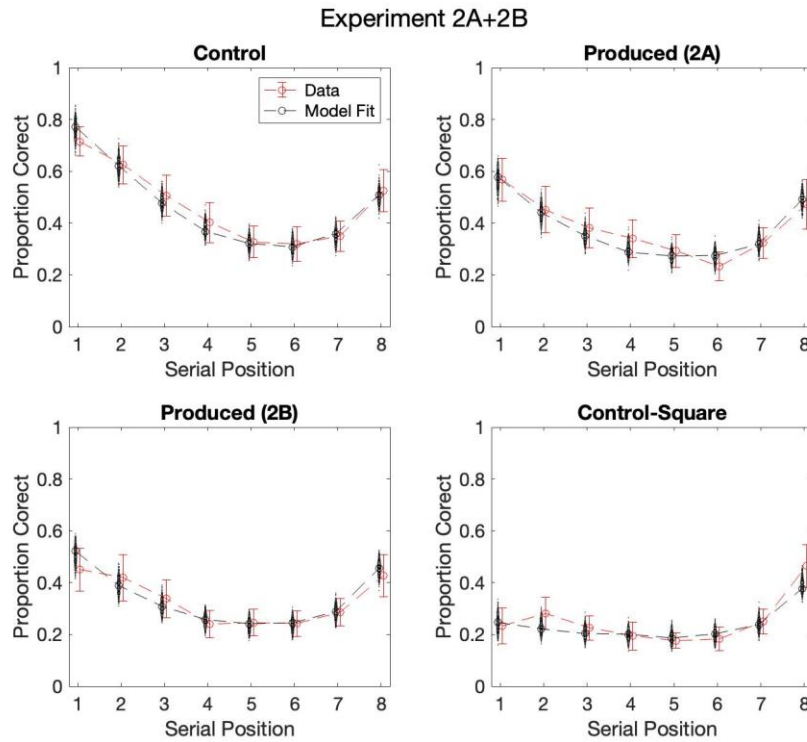 Experiment 2A+2B
Control
Produced (2A)
1
0.8
0.6
0.4
0.2
0
Proportion Corect
Data
Model Fit
1 2 3 4 5 6 7 8
Serial Position
1
0.8
0.6
0.4
0.2
0
Proportion Corect
1 2 3 4 5 6 7 8
Serial Position
Produced (2B)
Control-Square
1
0.8
0.6
0.4
0.2
0
Proportion Corect
1 2 3 4 5 6 7 8
Serial Position
1
0.8
0.6
0.4
0.2
0
Proportion Corect
1 2 3 4 5 6 7 8
Serial Position